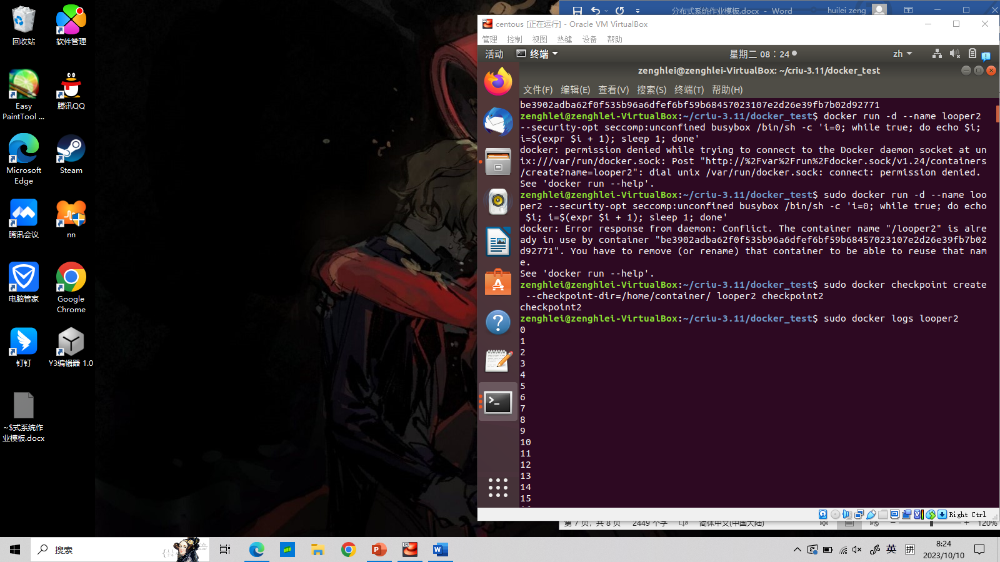 回收站
软件管理
Easy
PaintTool ...
腾讯QQ
Microsoft
Edge
Steam
腾讯会议
nn
电脑管家
Google
Chrome
钉钉
Y3编辑器 1.0
~$式系统作
业模板.docx
分布式系统作业模板.docx - Word
huilei zeng
centous [正在运行] - Oracle VM VirtualBox
管理 控制 视图 热键 设备 帮助
活动 终端 星期二 08：24 zh
zenghlei@zenghlei-VirtualBox: ~/criu-3.11/docker_test
文件(F) 编辑(E) 查看(V) 搜索(S) 终端(T) 帮助(H)
be3902adba62f0f535b96a6dfef6bf59b68457023107e2d26e39fb7b02d92771
zenghlei@zenghlei-VirtualBox:~/criu-3.11/docker_test$ docker run -d --name looper2
--security-opt seccomp:unconfined busybox /bin/sh -c 'i=0; while true; do echo $i;
i=$(expr $i + 1); sleep 1; done'
docker: permission denied while trying to connect to the Docker daemon socket at un
ix:///var/run/docker.sock: Post "http://%2Fvar%2Frun%2Fdocker.sock/v1.24/containers
/create?name=looper2": dial unix /var/run/docker.sock: connect: permission denied.
See 'docker run --help'.
zenghlei@zenghlei-VirtualBox:~/criu-3.11/docker_test$ sudo docker run -d --name loo
per2 --security-opt seccomp:unconfined busybox /bin/sh -c 'i=0; while true; do echo
$i; i=$(expr $i + 1); sleep 1; done'
docker: Error response from daemon: Conflict. The container name "/looper2" is alre
ady in use by container "be3902adba62f0f535b96a6dfef6bf59b68457023107e2d26e39fb7b02
d92771". You have to remove (or rename) that container to be able to reuse that nam
e.
See 'docker run --help'.
zenghlei@zenghlei-VirtualBox:~/criu-3.11/docker_test$ sudo docker checkpoint create
--checkpoint-dir=/home/container/ looper2 checkpoint2
checkpoint2
zenghlei@zenghlei-VirtualBox:~/criu-3.11/docker_test$ sudo docker logs looper2
0
1
2
3
4
5
6
7
8
9
10
11
12
13
14
15
Right Ctrl
第 7 页，共 8 页 2449 个字 简体中文(中国大陆) 120%
搜索
英 拼
8:24
2023/10/10